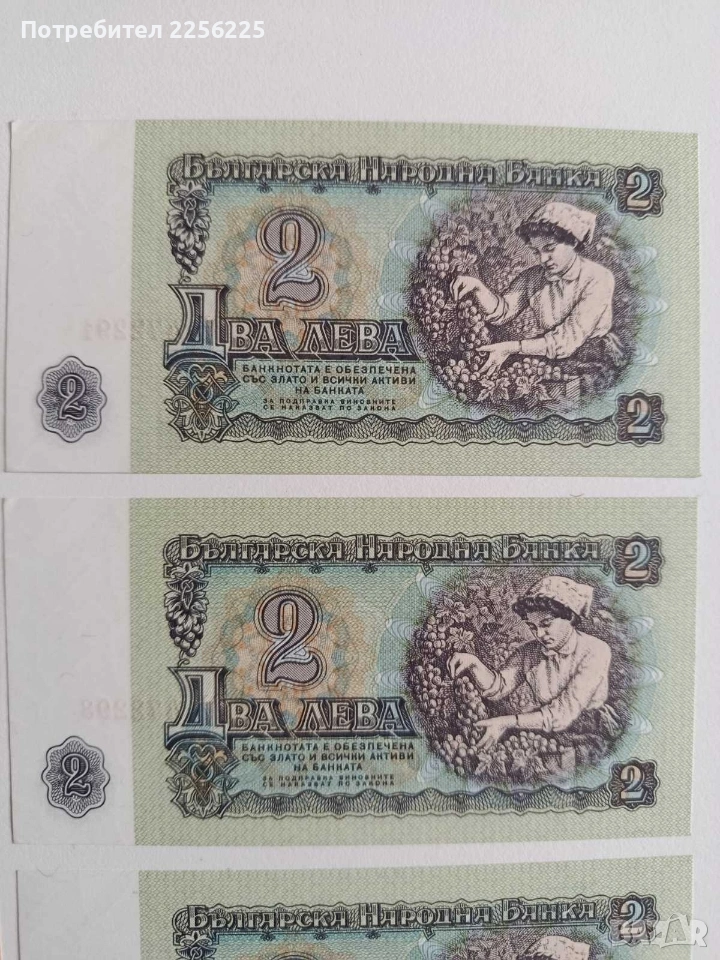 Потребител 2256225
Българска Народна Банка 2
2
Два лева
Банкнотата е обезпечена
със злато и всички активи
на банката
За подправка виновните
се наказват по закона
2
2
Българска Народна Банка 2
2
Два лева
Банкнотата е обезпечена
със злато и всички активи
на банката
За подправка виновните
се наказват по закона
2
2
Българска Народна Банка 2